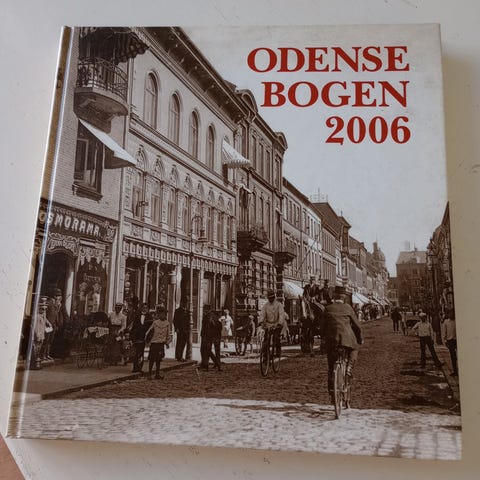 ODENSE
BOGEN
2006
OSMORAMA.